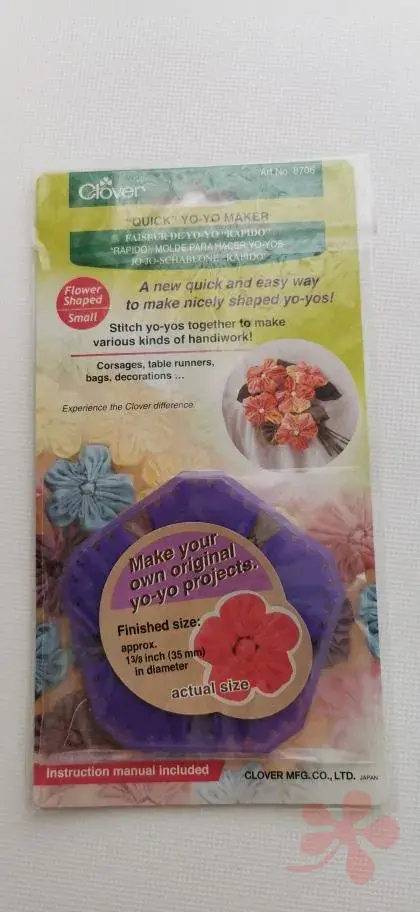 Clover
Art No. 8706
"QUICK" YO-YO MAKER
FAISEUR DE YO-YO "RAPIDO"
"RAPIDO" MOLDE PARA HACER YO-YOS
JO-JO-SCHABLONE "RAPIDO"
Flower
Shaped
Small
A new quick and easy way
to make nicely shaped yo-yos!
Stitch yo-yos together to make
various kinds of handiwork!
Corsages, table runners,
bags, decorations ...
Experience the Clover difference.
Make your
own original
yo-yo projects.
Finished size:
approx.
1 3/8 inch (35 mm)
in diameter
actual size
Instruction manual included
CLOVER MFG.CO., LTD. JAPAN